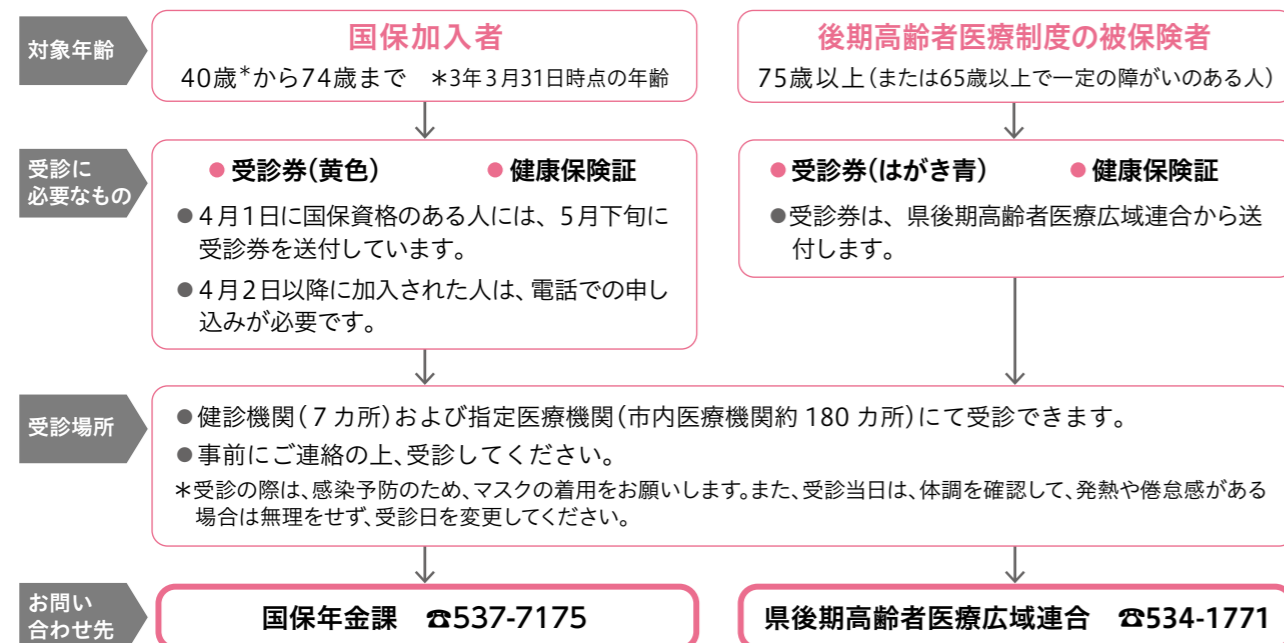 対象年齢
国保加入者
40歳*から74歳まで *3年3月31日時点の年齢
後期高齢者医療制度の被保険者
75歳以上(または65歳以上で一定の障がいのある人)
受診に
必要なもの
●受診券(黄色) ●健康保険証
●4月1日に国保資格のある人には、5月下旬に
受診券を送付しています。
●4月2日以降に加入された人は、電話での申し
込みが必要です。
●受診券(はがき青) ●健康保険証
●受診券は、県後期高齢者医療広域連合から送
付します。
受診場所
●健診機関(7カ所)および指定医療機関(市内医療機関約180カ所)にて受診できます。
●事前にご連絡の上、受診してください。
*受診の際は、感染予防のため、マスクの着用をお願いします。また、受診当日は、体調を確認して、発熱や倦怠感がある
場合は無理をせず、受診日を変更してください。
お問い
合わせ先
国保年金課 ☎537-7175
県後期高齢者医療広域連合 ☎534-1771